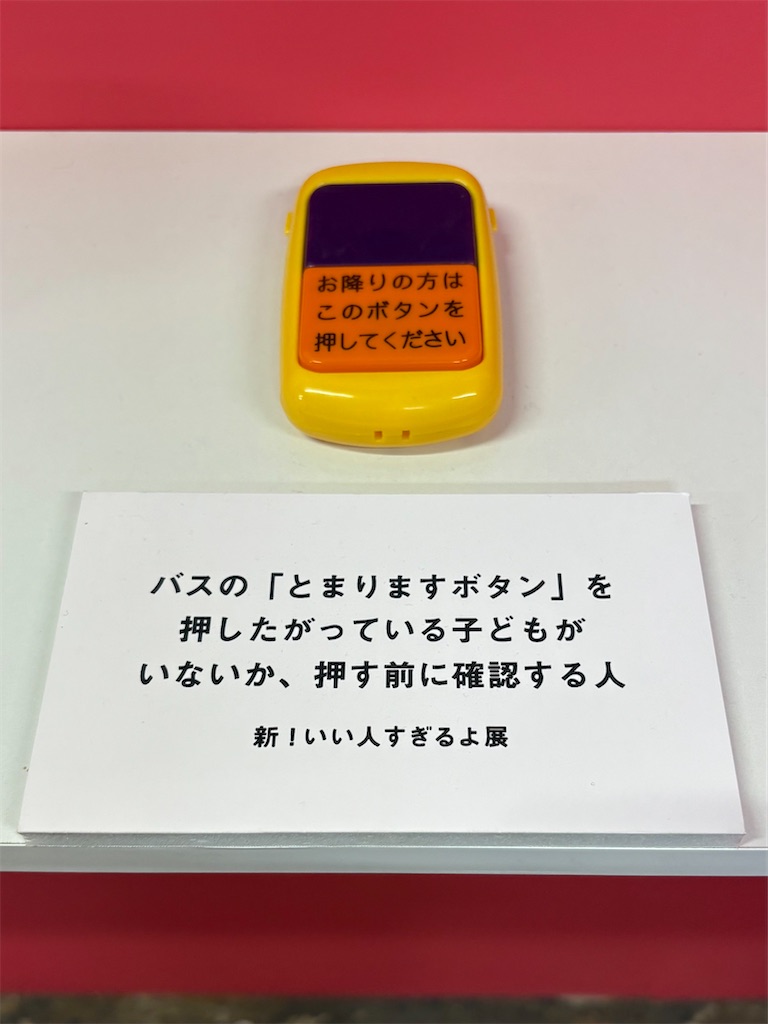 お降りの方は
このボタンを
押してください
バスの「とまりますボタン」を
押したがっている子どもが
いないか、押す前に確認する人
新！いい人すぎるよ展